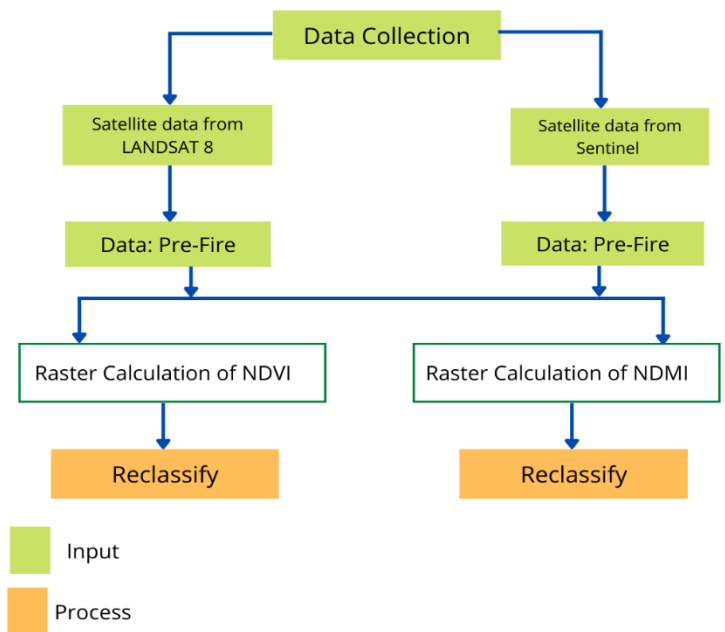 Data Collection
Satellite data from
LANDSAT 8
Satellite data from
Sentinel
Data: Pre-Fire
Data: Pre-Fire
Raster Calculation of NDVI
Raster Calculation of NDMI
Reclassify
Reclassify
Input
Process